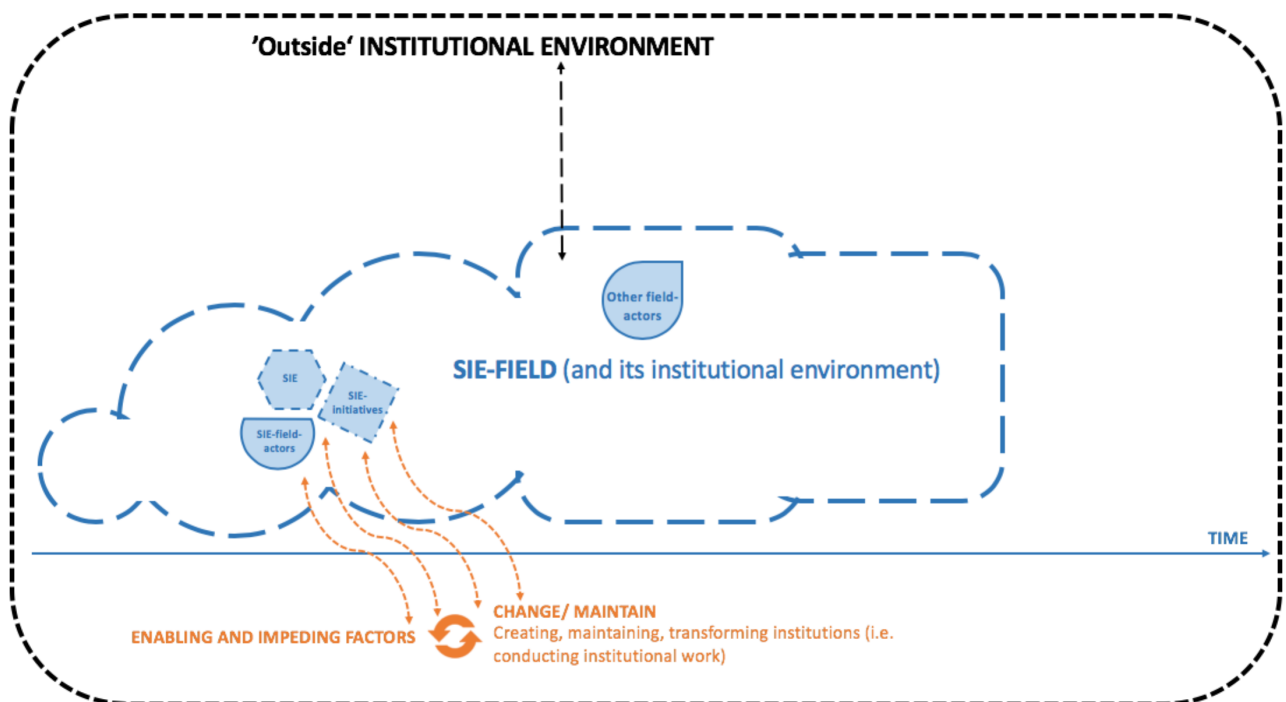 ’Outside‘ INSTITUTIONAL ENVIRONMENT
Other field-
actors
SIE-FIELD (and its institutional environment)
SIE
SIE-
initiatives
SIE-field-
actors
TIME
ENABLING AND IMPEDING FACTORS
CHANGE/ MAINTAIN
Creating, maintaining, transforming institutions (i.e.
conducting institutional work)